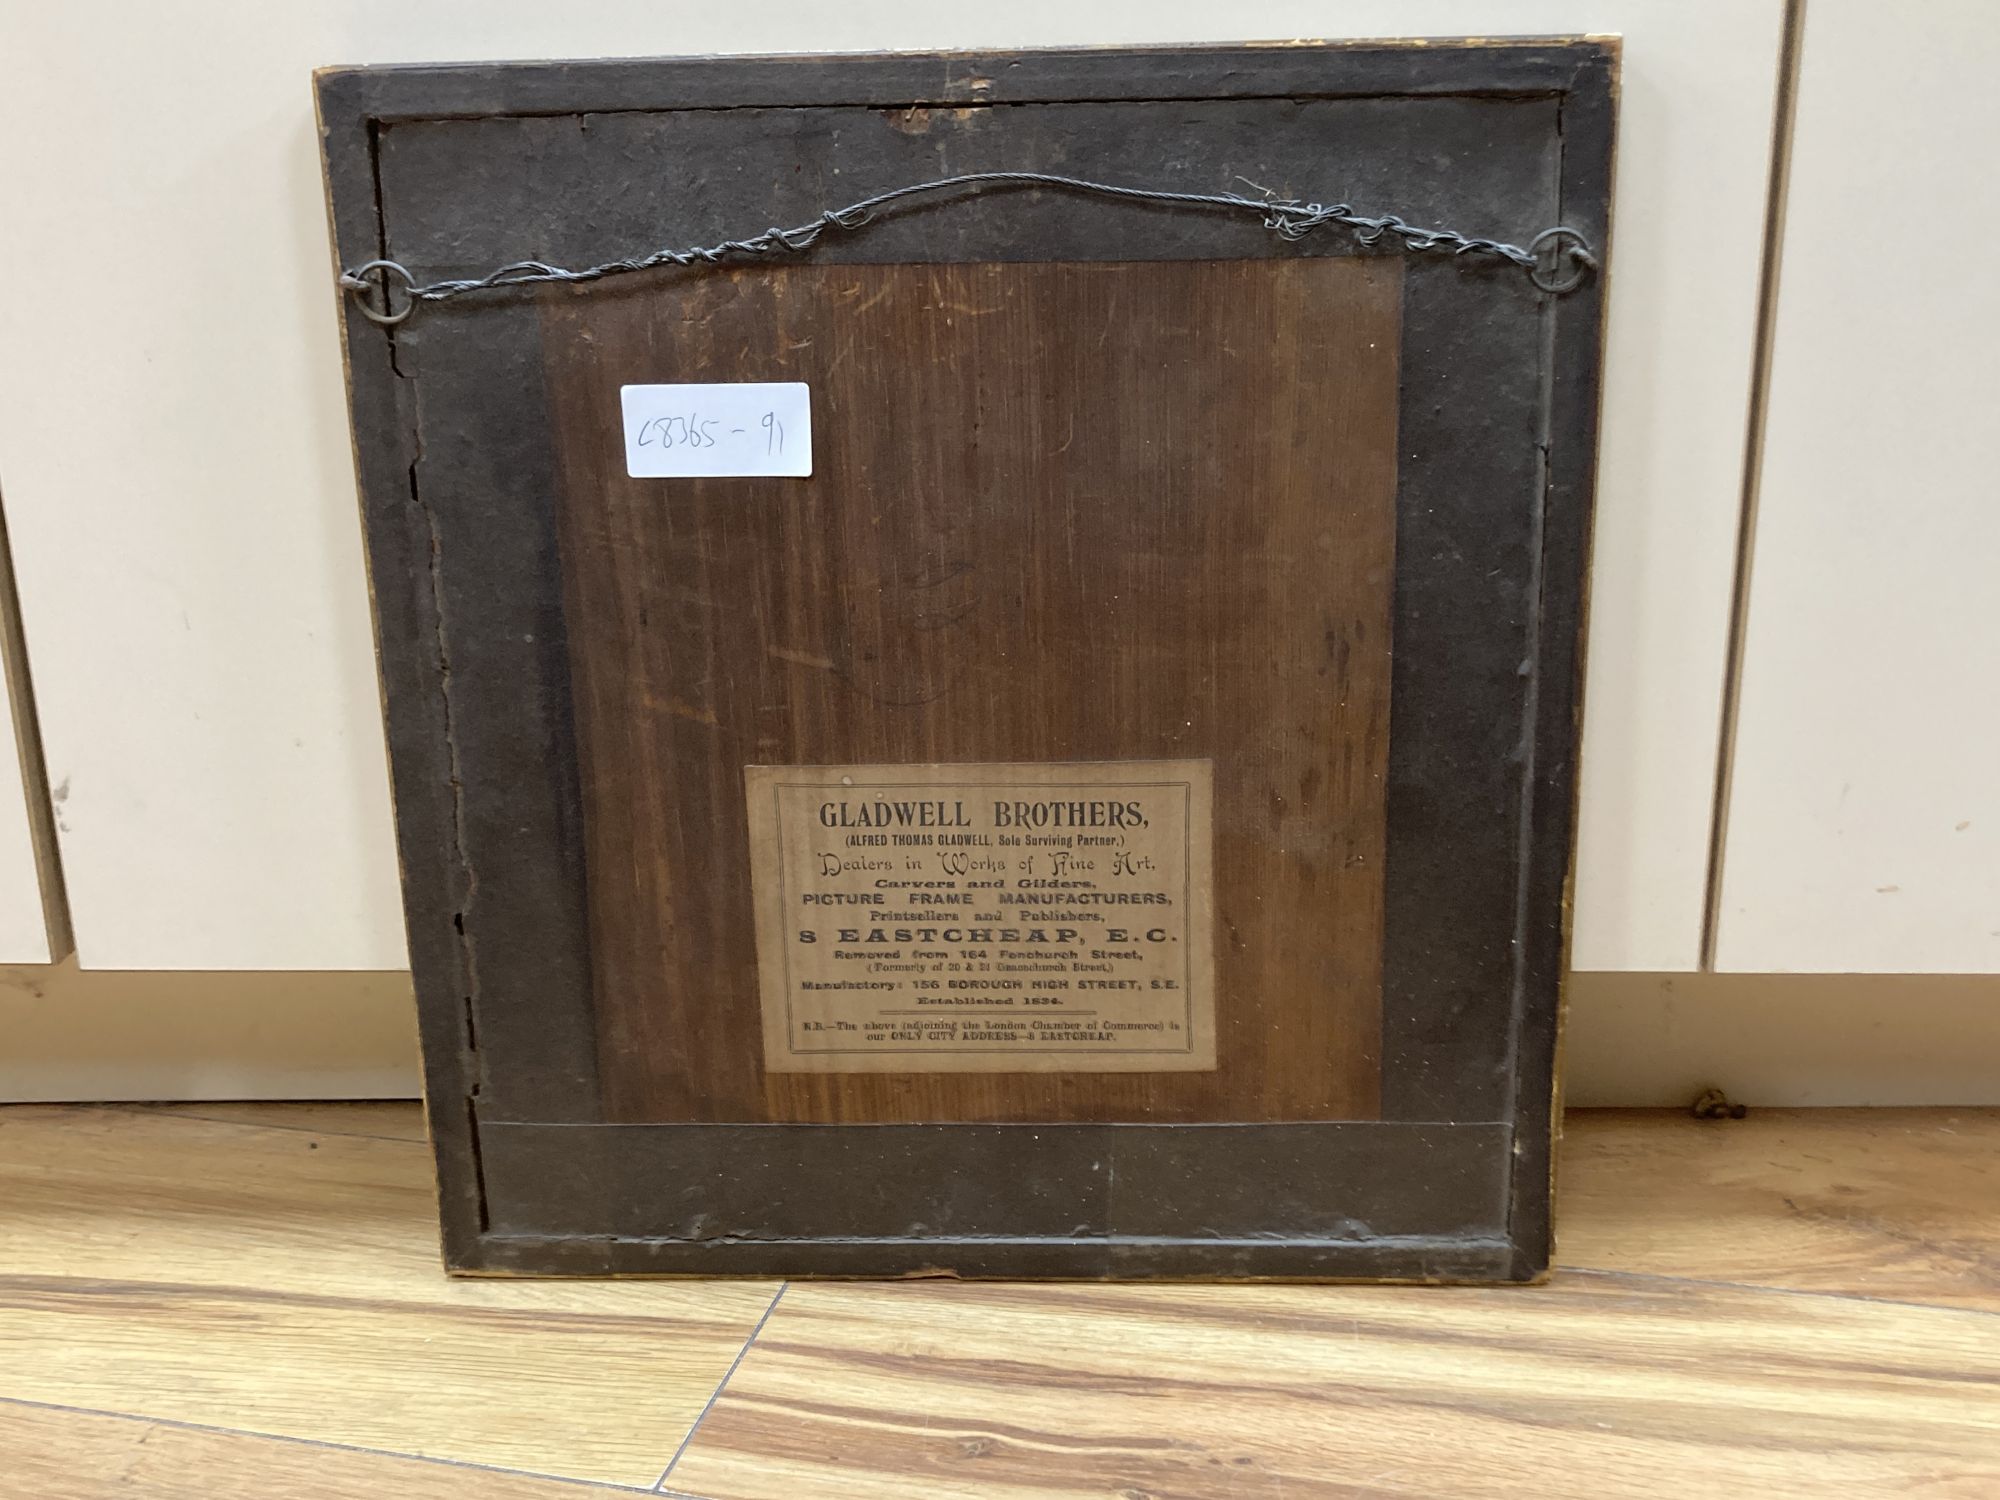 C8365 - 91
GLADWELL BROTHERS,
(ALFRED THOMAS GLADWELL, Sole Surviving Partner,)
Dealers in Works of Fine Art,
Carvers and Gilders,
PICTURE FRAME MANUFACTURERS,
Printsellers and Publishers,
8 EASTCHEAP, E.C.
Removed from 164 Fenchurch Street,
(Formerly of 20 & 21 Gracechurch Street,)
Manufactory: 156 BOROUGH HIGH STREET, S.E.
Established 1834.
N.B.—The above (adjoining the London Chamber of Commerce) is
our ONLY CITY ADDRESS—8 EASTCHEAP.